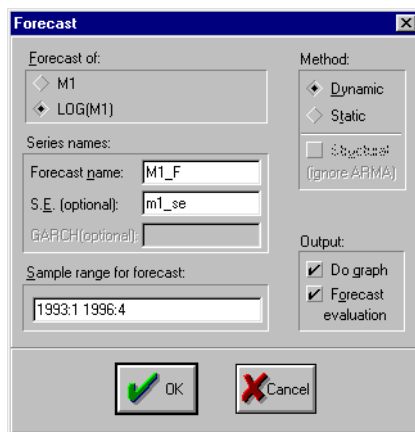 Forecast
Forecast of:
M1
LOG(M1)
Series names:
Forecast name: M1_F
S.E. (optional): m1_se
GARCH(optional):
Sample range for forecast:
1993:1 1996:4
Method:
Dynamic
Static
Structural
(ignore ARMA)
Output:
Do graph
Forecast
evaluation
OK
Cancel